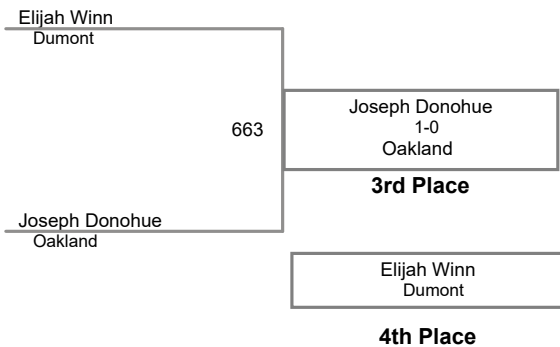 Elijah Winn
Dumont
663
Joseph Donohue
1-0
Oakland
3rd Place
Joseph Donohue
Oakland
Elijah Winn
Dumont
4th Place